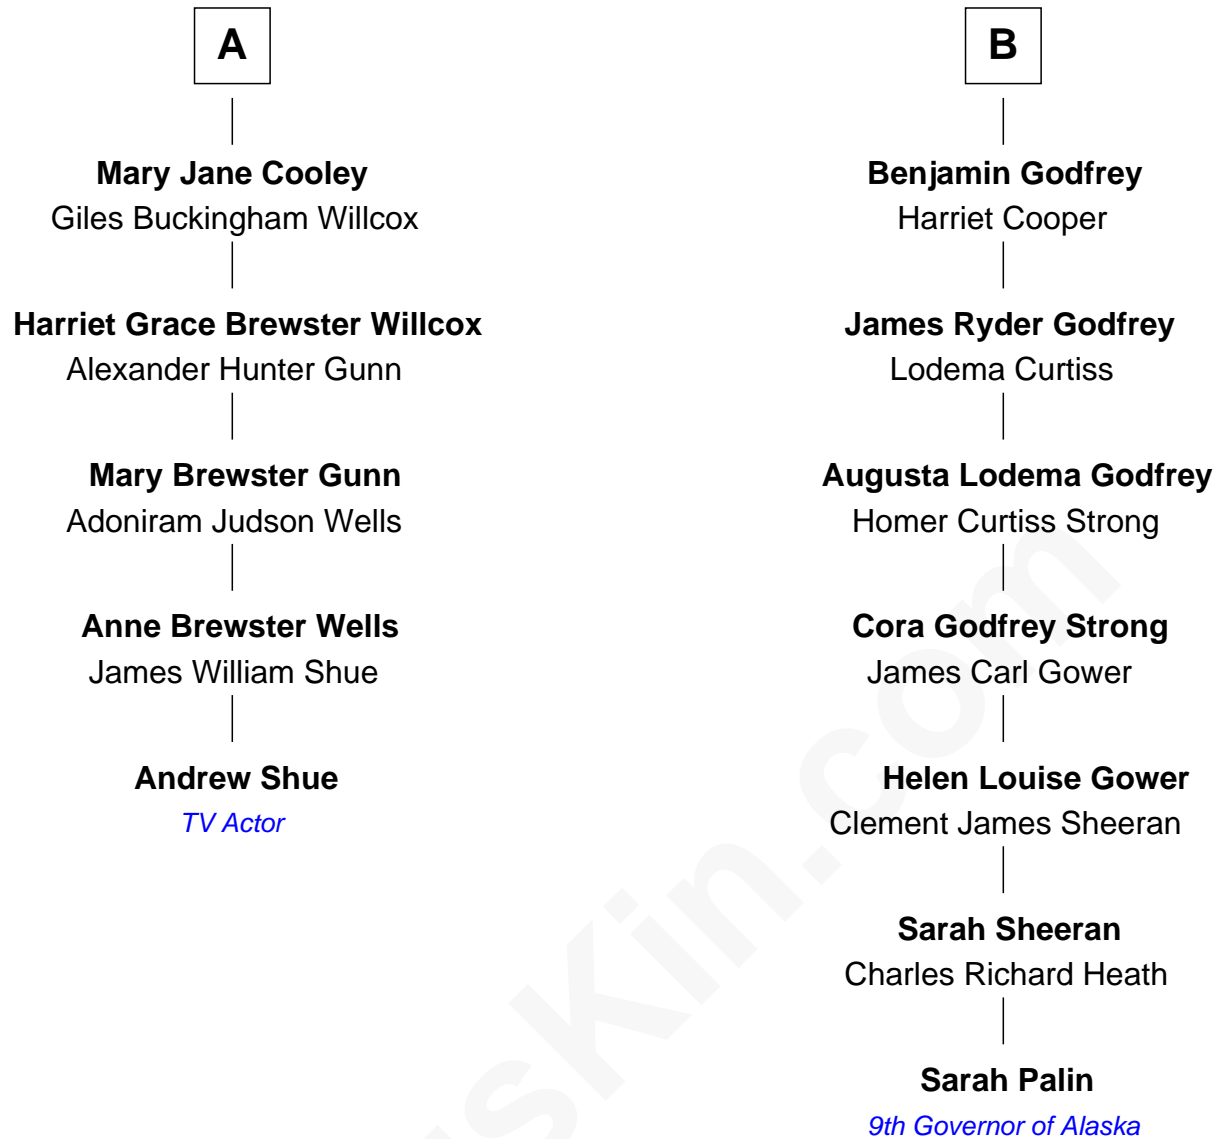 A
Mary Jane Cooley
Giles Buckingham Willcox
Harriet Grace Brewster Willcox
Alexander Hunter Gunn
Mary Brewster Gunn
Adoniram Judson Wells
Anne Brewster Wells
James William Shue
Andrew Shue
TV Actor
B
Benjamin Godfrey
Harriet Cooper
James Ryder Godfrey
Lodema Curtiss
Augusta Lodema Godfrey
Homer Curtiss Strong
Cora Godfrey Strong
James Carl Gower
Helen Louise Gower
Clement James Sheeran
Sarah Sheeran
Charles Richard Heath
Sarah Palin
9th Governor of Alaska